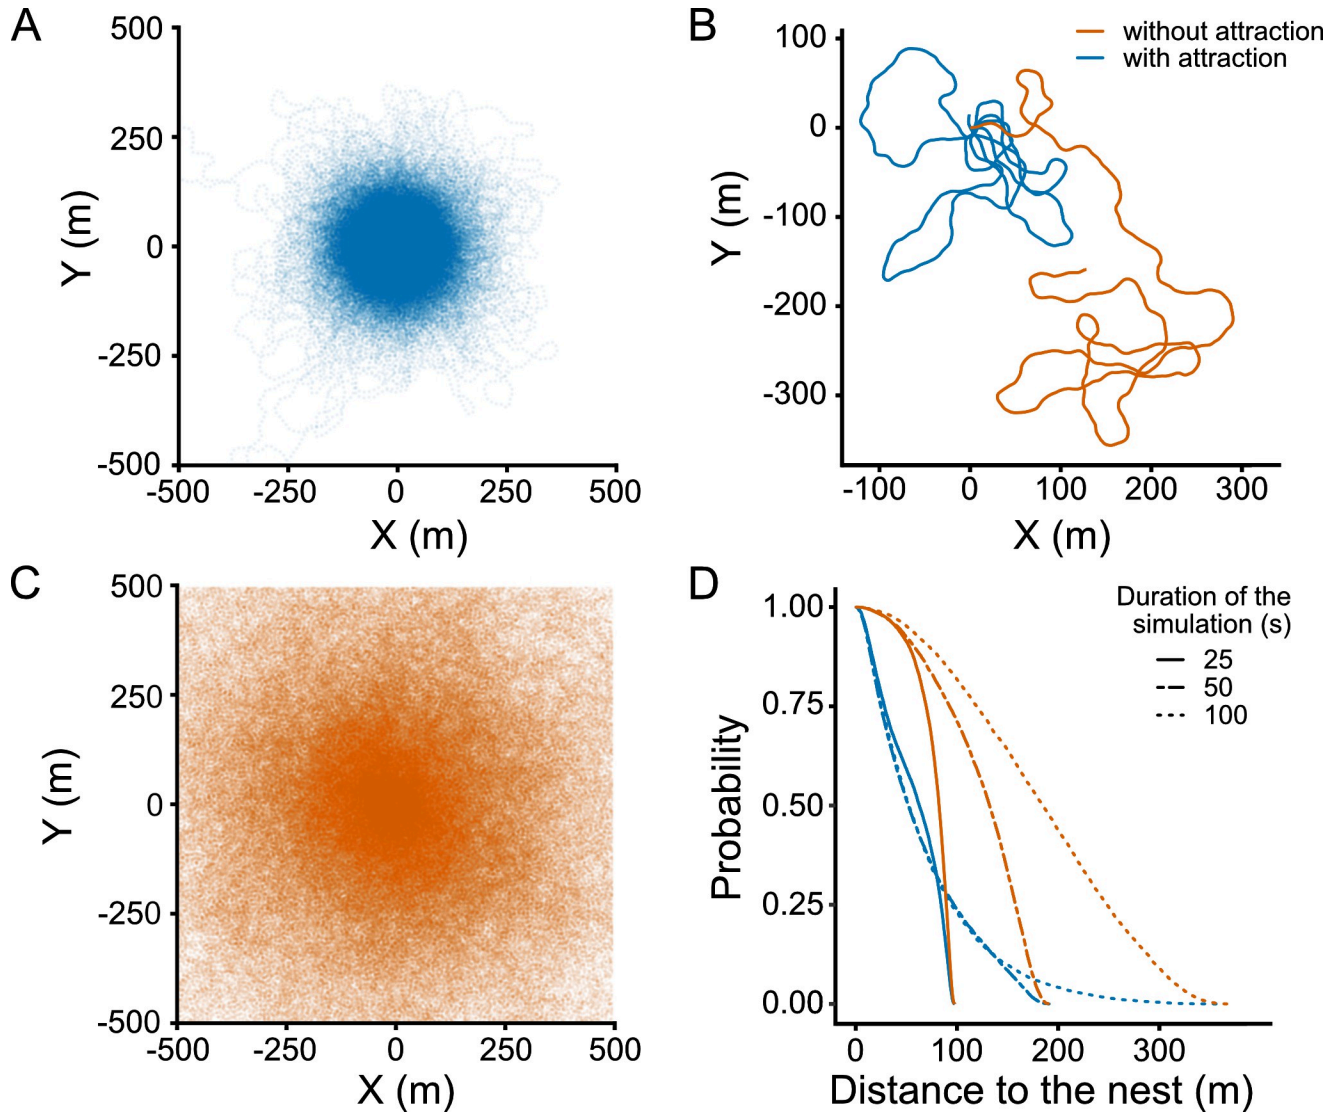 A
500
250
0
-250
-500
-500
-250
0
250
500
Y (m)
X (m)
B
without attraction
with attraction
100
0
-100
-200
-300
-100
0
100
200
300
Y (m)
X (m)
C
500
250
0
-250
-500
-500
-250
0
250
500
Y (m)
X (m)
D
Duration of the
simulation (s)
25
50
100
1.00
0.75
0.50
0.25
0.00
0
100
200
300
Probability
Distance to the nest (m)